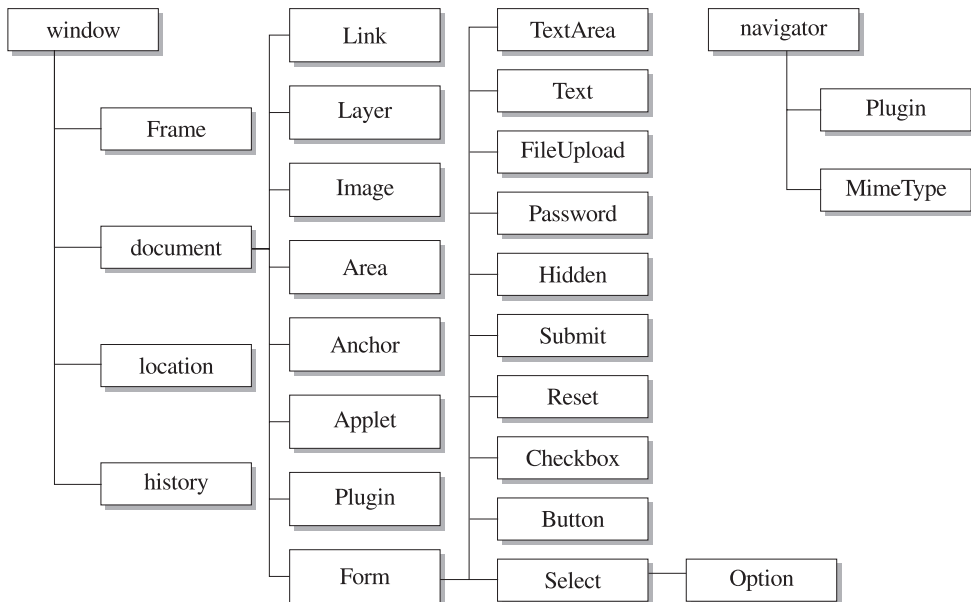 window
Frame
document
location
history
Link
Layer
Image
Area
Anchor
Applet
Plugin
Form
TextArea
Text
FileUpload
Password
Hidden
Submit
Reset
Checkbox
Button
Select
Option
navigator
Plugin
MimeType